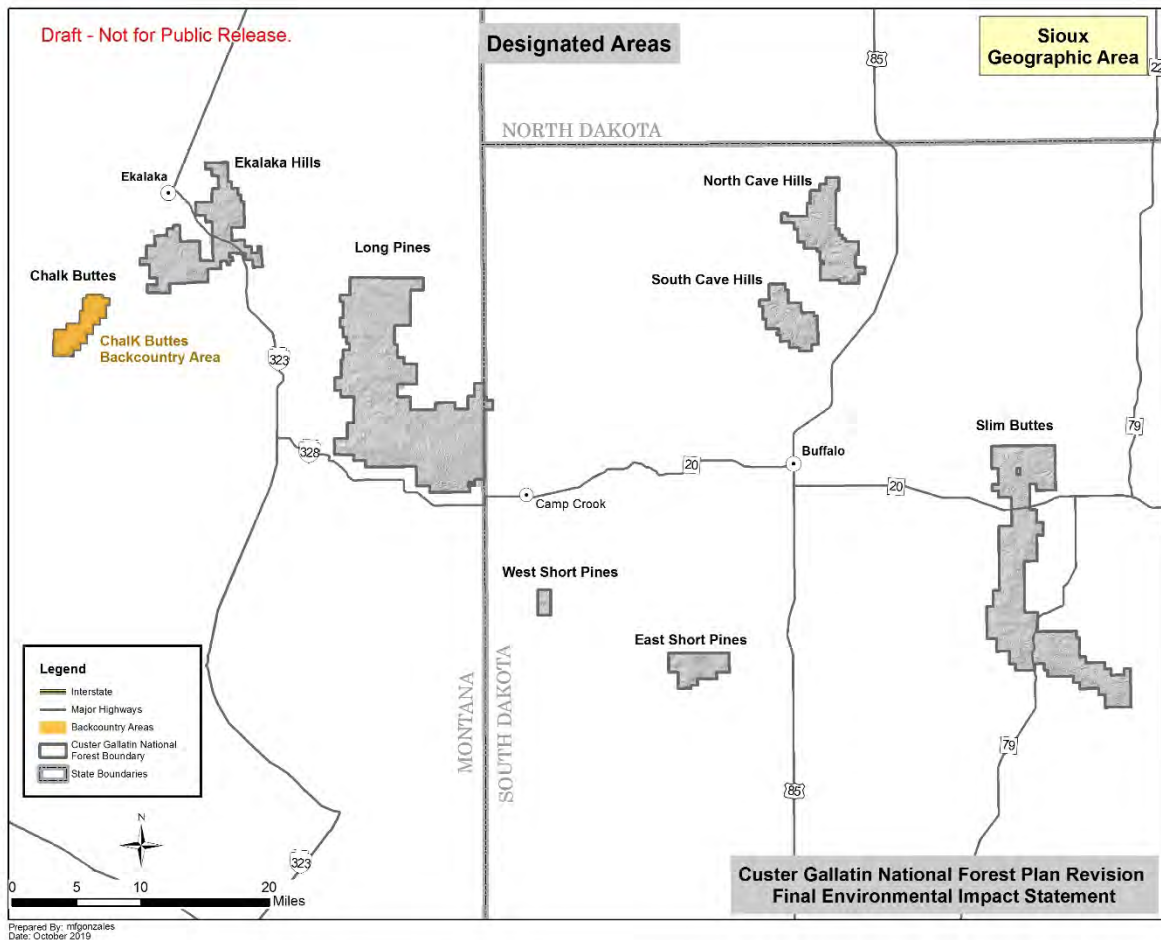 Draft - Not for Public Release.
Designated Areas
Sioux
Geographic Area
85
NORTH DAKOTA
Ekalaka Hills
Ekalaka
North Cave Hills
Long Pines
Chalk Buttes
South Cave Hills
ChalK Buttes
Backcountry Area
323
79
Slim Buttes
328
20
Buffalo
20
Camp Crook
West Short Pines
East Short Pines
MONTANA
SOUTH DAKOTA
Legend
Interstate
Major Highways
Backcountry Areas
Custer Gallatin National
Forest Boundary
State Boundaries
79
85
N
323
0 5 10 20
Miles
Custer Gallatin National Forest Plan Revision
Final Environmental Impact Statement
Prepared By: mfgonzales
Date: October 2019